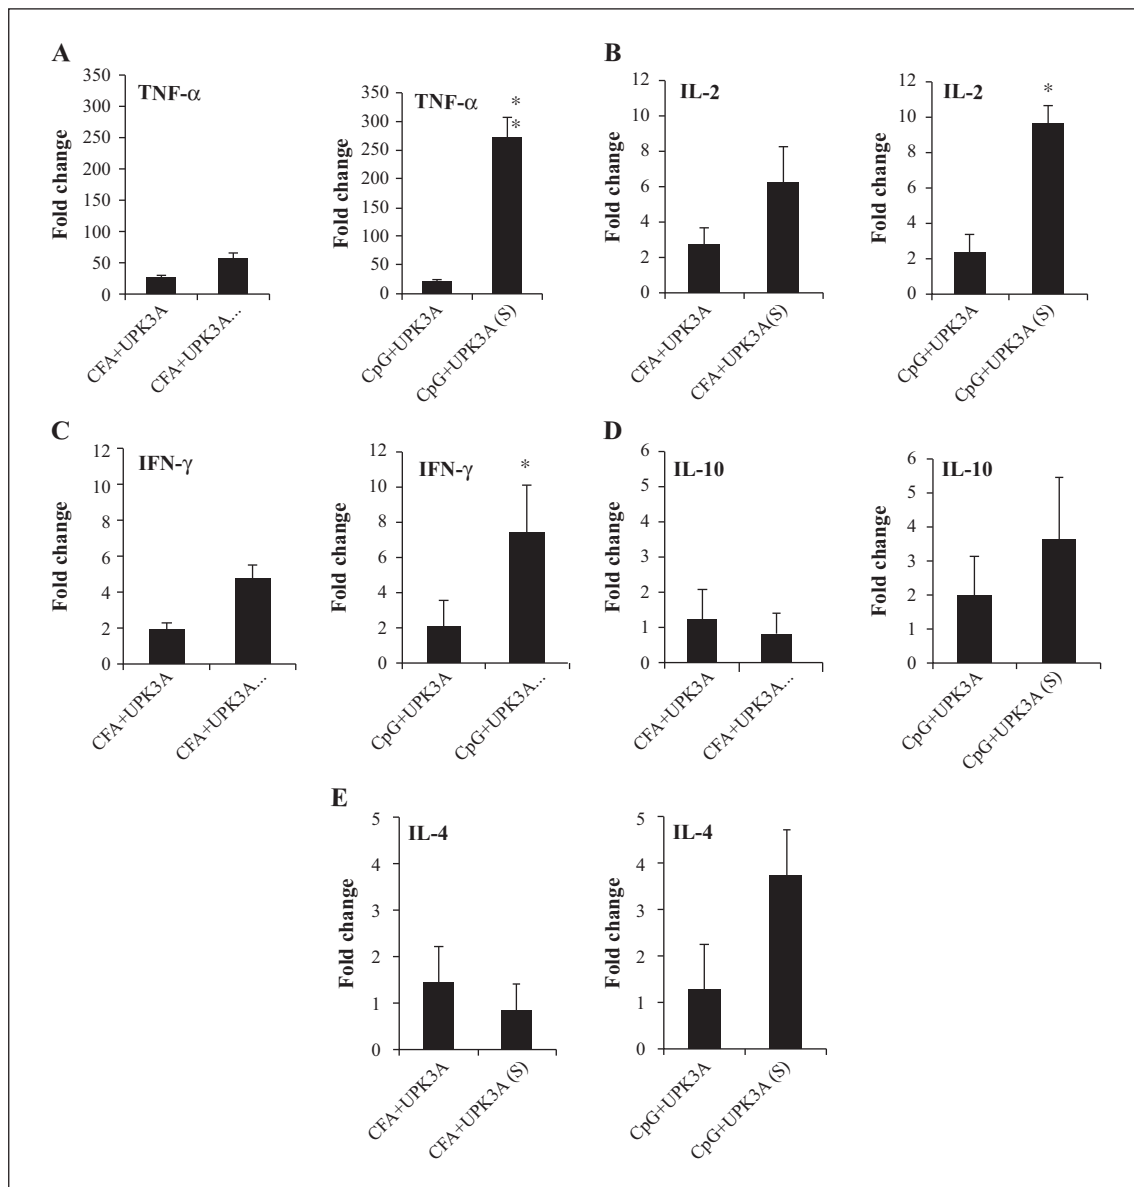 A
TNF-α
Fold change
350
300
250
200
150
100
50
0
CFA+UPK3A
CFA+UPK3A...
TNF-α
*
*
Fold change
350
300
250
200
150
100
50
0
CpG+UPK3A
CpG+UPK3A (S)
B
IL-2
Fold change
12
10
8
6
4
2
0
CFA+UPK3A
CFA+UPK3A(S)
IL-2
*
Fold change
12
10
8
6
4
2
0
CpG+UPK3A
CpG+UPK3A (S)
C
IFN-γ
Fold change
12
10
8
6
4
2
0
CFA+UPK3A
CFA+UPK3A...
IFN-γ
*
Fold change
12
10
8
6
4
2
0
CpG+UPK3A
CpG+UPK3A...
D
IL-10
Fold change
6
5
4
3
2
1
0
CFA+UPK3A
CFA+UPK3A...
IL-10
Fold change
6
5
4
3
2
1
0
CpG+UPK3A
CpG+UPK3A (S)
E
IL-4
Fold change
5
4
3
2
1
0
CFA+UPK3A
CFA+UPK3A (S)
IL-4
Fold change
5
4
3
2
1
0
CpG+UPK3A
CpG+UPK3A (S)